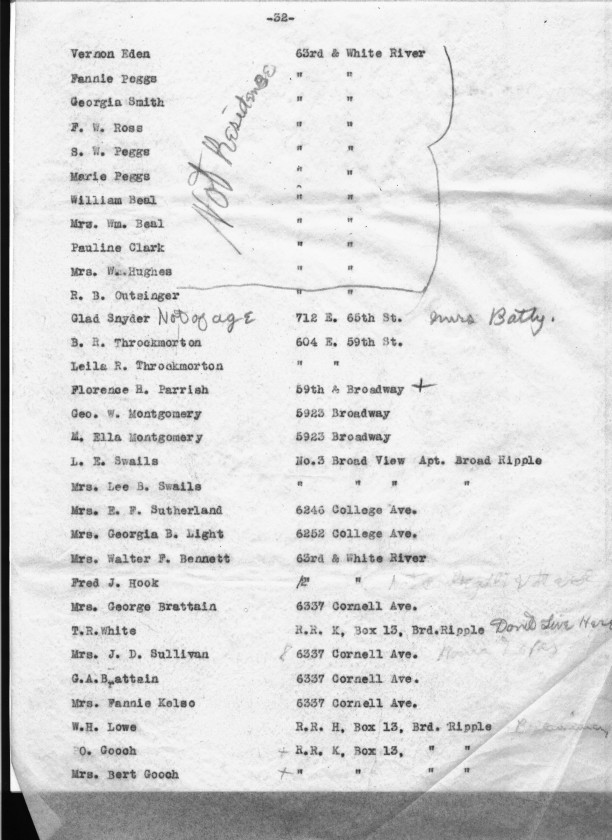 -32-
Vernon Eden 63rd & White River
Fannie Peggs " "
Georgia Smith " "
F. W. Ross " "
S. W. Peggs " "
Marie Peggs " "
William Beal " "
Mrs. Wm. Beal " "
Pauline Clark " "
Mrs. Wm.Hughes " "
R. B. Outsinger " "
Not Residence
Glad Snyder Not of age 712 E. 65th St. Mrs Batty.
B. R. Throckmorton 604 E. 59th St.
Leila R. Throckmorton " "
Florence H. Parrish 59th & Broadway +
Geo. W. Montgomery 5923 Broadway
M. Ella Montgomery 5923 Broadway
L. E. Swails No.3 Broad View Apt. Broad Ripple
Mrs. Lee B. Swails " " " "
Mrs. E. F. Sutherland 6246 College Ave.
Mrs. Georgia B. Light 6252 College Ave.
Mrs. Walter F. Bennett 63rd & White River
Fred J. Hook " "
Mrs. George Brattain 6337 Cornell Ave.
T.R.White R.R. K, Box 13, Brd.Ripple Dont Live Here
Mrs. J. D. Sullivan 6337 Cornell Ave.
G.A.Brattain 6337 Cornell Ave.
Mrs. Fannie Kelso 6337 Cornell Ave.
W.H. Lowe R.R. H, Box 13, Brd. Ripple
O. Gooch + R.R. K, Box 13, " "
Mrs. Bert Gooch + " " " "